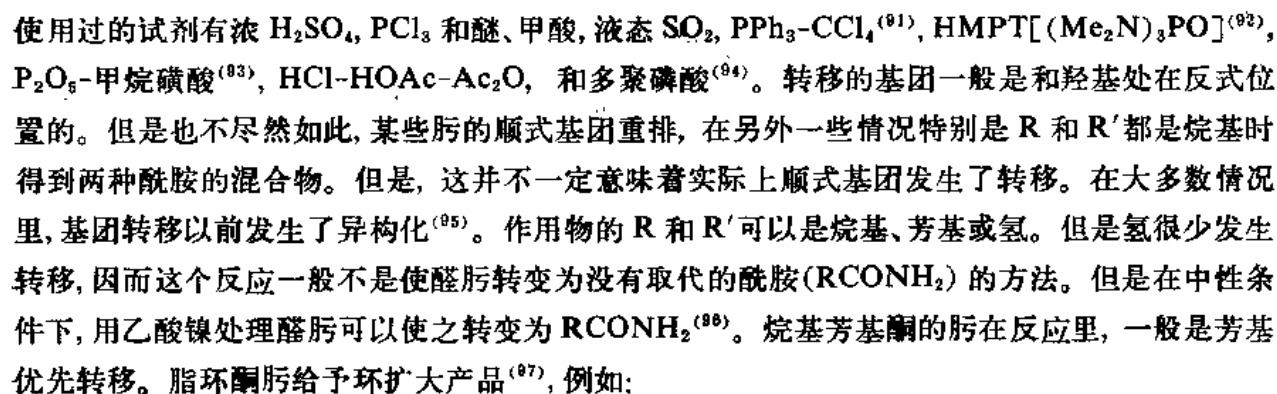 使用过的试剂有浓 H₂SO₄, PCl₃ 和醚、甲酸, 液态 SO₂, PPh₃-CCl₄⁽⁹¹⁾, HMPT[(Me₂N)₃PO]⁽⁹²⁾,
P₂O₅-甲烷磺酸⁽⁹³⁾, HCl-HOAc-Ac₂O, 和多聚磷酸⁽⁹⁴⁾。转移的基团一般是和羟基处在反式位
置的。但是也不尽然如此, 某些肟的顺式基团重排, 在另外一些情况特别是 R 和 R′都是烷基时
得到两种酰胺的混合物。但是, 这并不一定意味着实际上顺式基团发生了转移。在大多数情况
里, 基团转移以前发生了异构化⁽⁹⁵⁾。作用物的 R 和 R′可以是烷基、芳基或氢。但是氢很少发生
转移, 因而这个反应一般不是使醛肟转变为没有取代的酰胺(RCONH₂) 的方法。但是在中性条
件下, 用乙酸镍处理醛肟可以使之转变为 RCONH₂⁽⁹⁶⁾。烷基芳基酮的肟在反应里, 一般是芳基
优先转移。脂环酮肟给予环扩大产品⁽⁹⁷⁾, 例如: